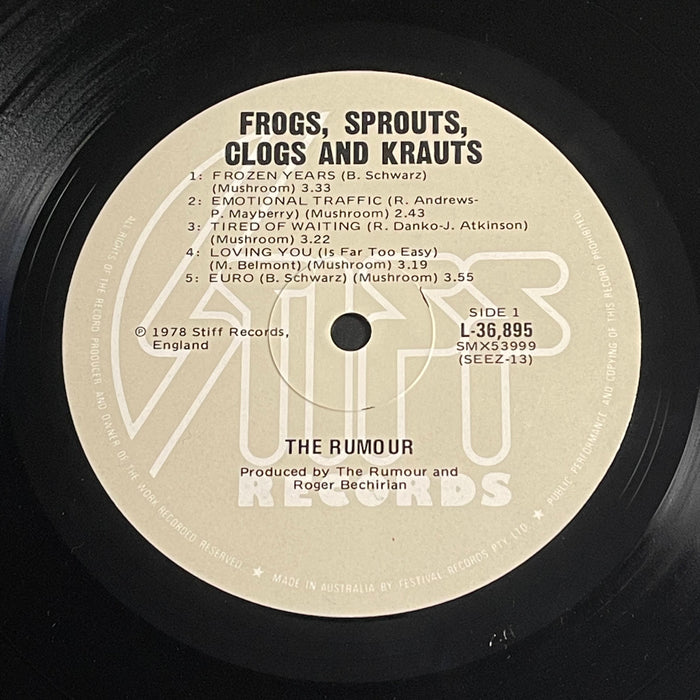 FROGS, SPROUTS,
CLOGS AND KRAUTS
1: FROZEN YEARS (B. Schwarz)
(Mushroom) 3.33
2: EMOTIONAL TRAFFIC (R. Andrews-
P. Mayberry) (Mushroom) 2.43
3: TIRED OF WAITING (R. Danko-J. Atkinson)
(Mushroom) 3.22
4: LOVING YOU (Is Far Too Easy)
(M. Belmont) (Mushroom) 3.19
5: EURO (B. Schwarz) (Mushroom) 3.55
℗ 1978 Stiff Records,
England
SIDE 1
L-36,895
SMX53999
(SEEZ-13)
STIFF
RECORDS
THE RUMOUR
Produced by The Rumour and
Roger Bechirian
ALL RIGHTS OF THE RECORD PRODUCER AND OWNER OF THE WORK RECORDED RESERVED. ★ MADE IN AUSTRALIA BY FESTIVAL RECORDS PTY. LTD. ★ PUBLIC PERFORMANCE AND COPYING OF THIS RECORD PROHIBITED.